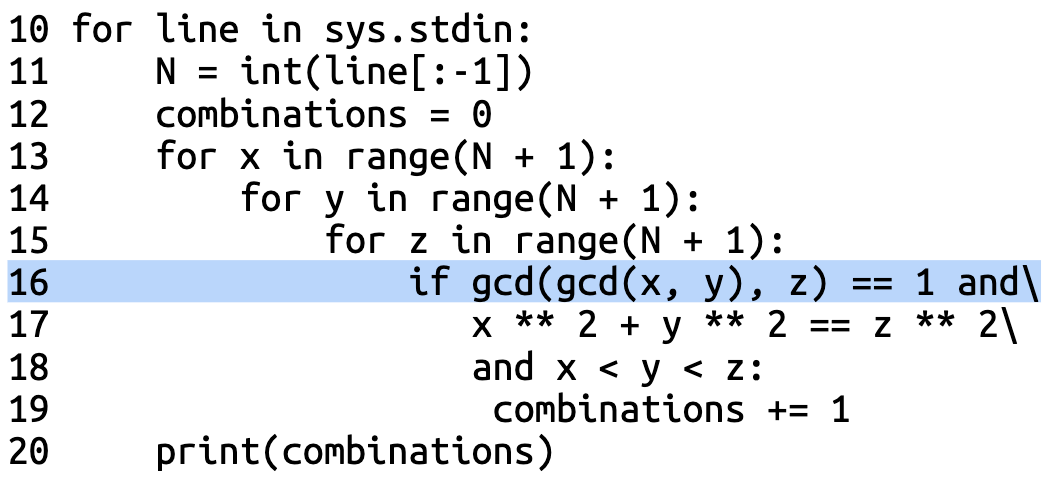 10 for line in sys.stdin:
11     N = int(line[:-1])
12     combinations = 0
13     for x in range(N + 1):
14         for y in range(N + 1):
15             for z in range(N + 1):
16                 if gcd(gcd(x, y), z) == 1 and\
17                    x ** 2 + y ** 2 == z ** 2\
18                    and x < y < z:
19                     combinations += 1
20     print(combinations)